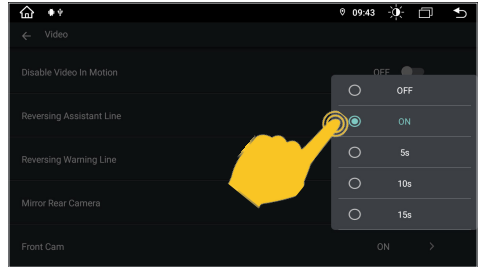 09:43
Video
Disable Video In Motion
OFF
Reversing Assistant Line
Reversing Warning Line
Mirror Rear Camera
Front Cam
ON
OFF
ON
5s
10s
15s